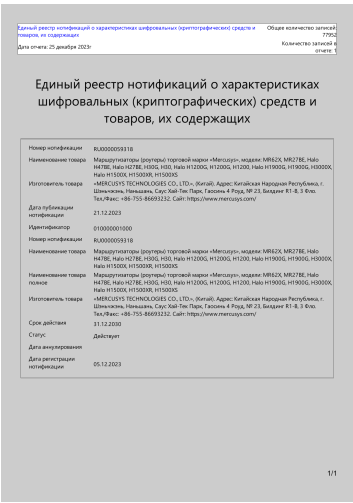 Единый реестр нотификаций о характеристиках шифровальных (криптографических) средств и
товаров, их содержащих
Дата отчета: 25 декабря 2023г
Общее количество записей:
77952
Количество записей в
отчете: 1
Единый реестр нотификаций о характеристиках
шифровальных (криптографических) средств и
товаров, их содержащих
Номер нотификации RU0000059318
Наименование товара Маршрутизаторы (роутеры) торговой марки «Mercusys», модели: MR62X, MR27BE, Halo
H47BE, Halo H27BE, H30G, H30, Halo H1200G, H1200G, H1200, Halo H1900G, H1900G, H3000X,
Halo H1500X, H1500XR, H1500XS
Изготовитель товара «MERCUSYS TECHNOLOGIES CO., LTD.», (Китай). Адрес: Китайская Народная Республика, г.
Шэньчжэнь, Наньшань, Саус Хай-Тек Парк, Гаосинь 4 Роуд, № 23, Билдинг R1-B, 3 Фло.
Тел./Факс: +86-755-86693232. Сайт: https://www.mercusys.com/
Дата публикации
нотификации 21.12.2023
Идентификатор 010000001000
Номер нотификации RU0000059318
Наименование товара Маршрутизаторы (роутеры) торговой марки «Mercusys», модели: MR62X, MR27BE, Halo
H47BE, Halo H27BE, H30G, H30, Halo H1200G, H1200G, H1200, Halo H1900G, H1900G, H3000X,
Halo H1500X, H1500XR, H1500XS
Наименование товара Маршрутизаторы (роутеры) торговой марки «Mercusys», модели: MR62X, MR27BE, Halo
полное H47BE, Halo H27BE, H30G, H30, Halo H1200G, H1200G, H1200, Halo H1900G, H1900G, H3000X,
Halo H1500X, H1500XR, H1500XS
Изготовитель товара «MERCUSYS TECHNOLOGIES CO., LTD.», (Китай). Адрес: Китайская Народная Республика, г.
Шэньчжэнь, Наньшань, Саус Хай-Тек Парк, Гаосинь 4 Роуд, № 23, Билдинг R1-B, 3 Фло.
Тел./Факс: +86-755-86693232. Сайт: https://www.mercusys.com/
Срок действия 31.12.2030
Статус Действует
Дата аннулирования
Дата регистрации
нотификации 05.12.2023
1/1